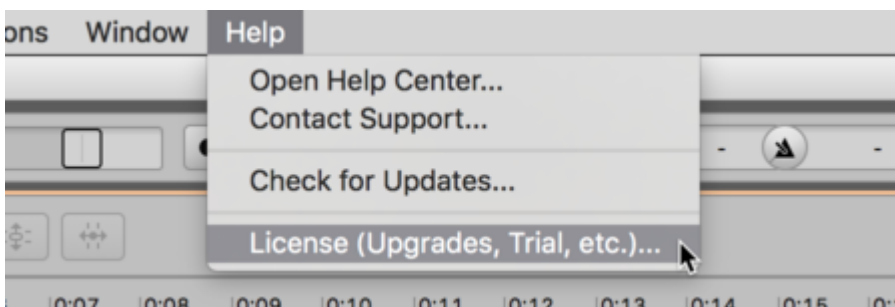 ons Window Help
Open Help Center...
Contact Support...
Check for Updates...
License (Upgrades, Trial, etc.)...
0:07 0:08 0:09 0:10 0:11 0:12 0:13 0:14 0:15 0: